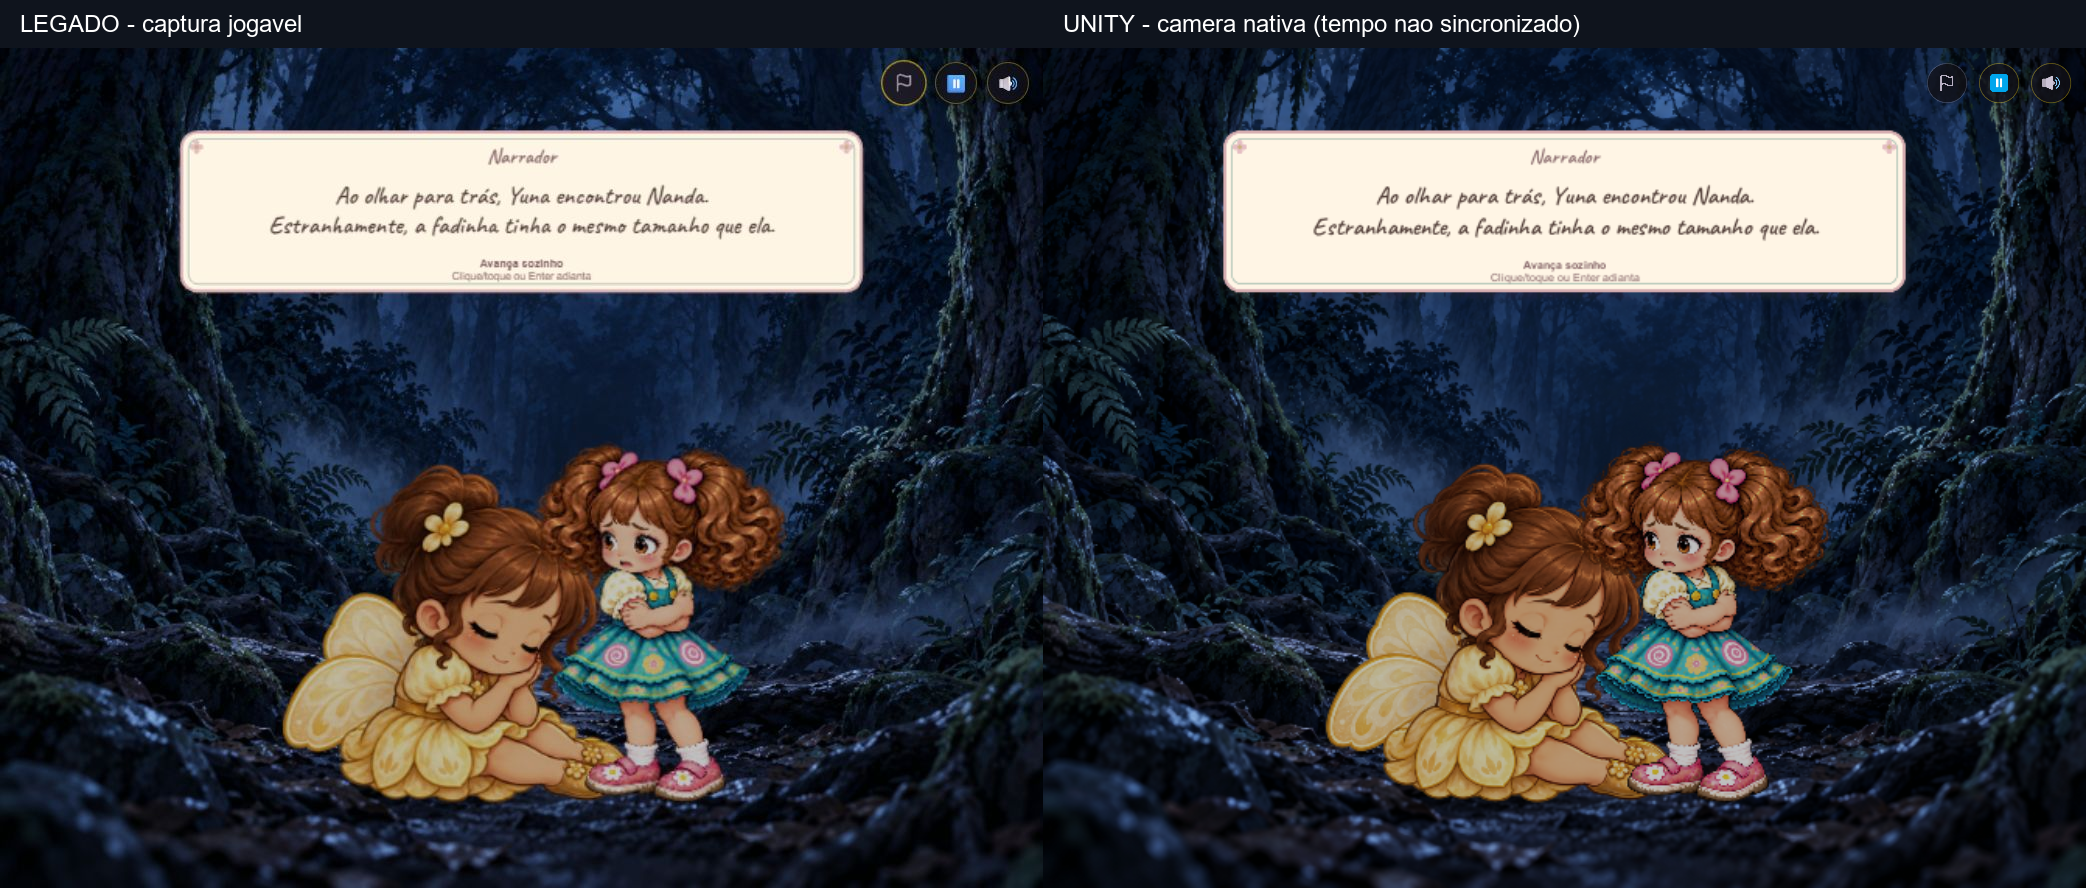 LEGADO - captura jogavel
Narrador
Ao olhar para trás, Yuna encontrou Nanda.
Estranhamente, a fadinha tinha o mesmo tamanho que ela.
Avança sozinho
Clique/toque ou Enter adianta
UNITY - camera nativa (tempo nao sincronizado)
Narrador
Ao olhar para trás, Yuna encontrou Nanda.
Estranhamente, a fadinha tinha o mesmo tamanho que ela.
Avança sozinho
Clique/toque ou Enter adianta